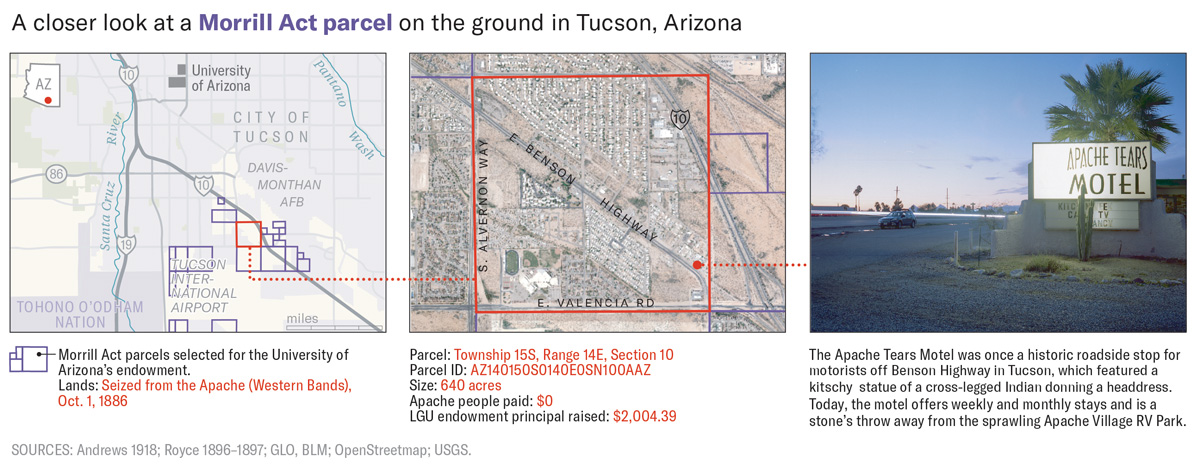 A closer look at a Morrill Act parcel on the ground in Tucson, Arizona
AZ
10
University
of Arizona
Pantano
Wash
CITY OF
TUCSON
River
Santa Cruz
86
10
DAVIS-
MONTHAN
AFB
19
TUCSON
INTER-
NATIONAL
AIRPORT
TOHONO O'ODHAM
NATION
miles
Morrill Act parcels selected for the University of
Arizona's endowment.
Lands: Seized from the Apache (Western Bands),
Oct. 1, 1886
10
E. BENSON
HIGHWAY
S. ALVERNON WAY
E. VALENCIA RD
Parcel: Township 15S, Range 14E, Section 10
Parcel ID: AZ140150S0140E0SN100AAZ
Size: 640 acres
Apache people paid: $0
LGU endowment principal raised: $2,004.39
APACHE TEARS
MOTEL
TV
The Apache Tears Motel was once a historic roadside stop for
motorists off Benson Highway in Tucson, which featured a
kitschy statue of a cross-legged Indian donning a headdress.
Today, the motel offers weekly and monthly stays and is a
stone's throw away from the sprawling Apache Village RV Park.
SOURCES: Andrews 1918; Royce 1896–1897; GLO, BLM; OpenStreetmap; USGS.